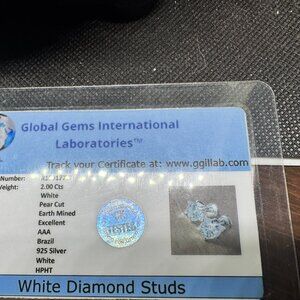 Global Gems International
Laboratories™
Track your Certificate at: www.ggillab.com
Number:
Weight: 2.00 Cts
White
Pear Cut
Earth Mined
Excellent
AAA
Brazil
925 Silver
White
HPHT
White Diamond Studs